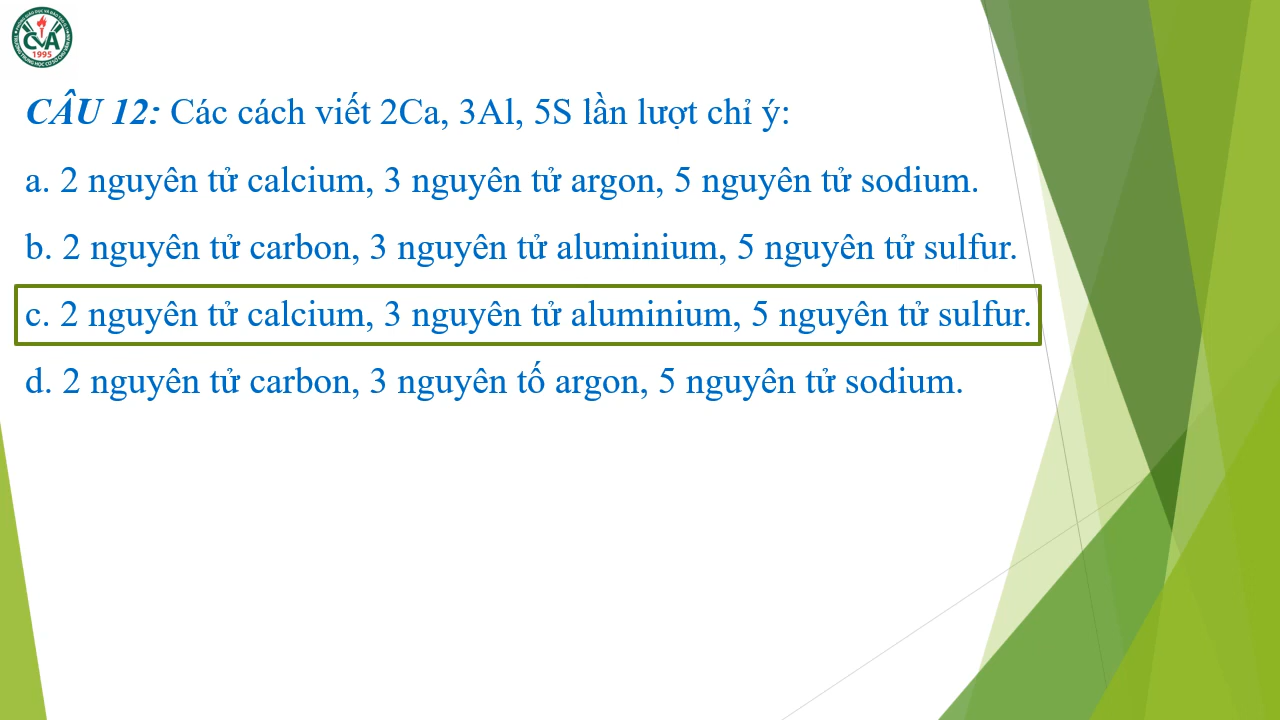 CVA
1995
CÂU 12: Các cách viết 2Ca, 3Al, 5S lần lượt chỉ ý:
a. 2 nguyên tử calcium, 3 nguyên tử argon, 5 nguyên tử sodium.
b. 2 nguyên tử carbon, 3 nguyên tử aluminium, 5 nguyên tử sulfur.
c. 2 nguyên tử calcium, 3 nguyên tử aluminium, 5 nguyên tử sulfur.
d. 2 nguyên tử carbon, 3 nguyên tố argon, 5 nguyên tử sodium.